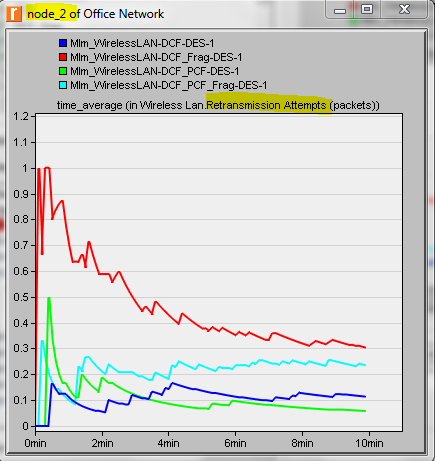 node_2 of Office Network
Mlm_WirelessLAN-DCF-DES-1
Mlm_WirelessLAN-DCF_Frag-DES-1
Mlm_WirelessLAN-DCF_PCF-DES-1
Mlm_WirelessLAN-DCF_PCF_Frag-DES-1
time_average (in Wireless Lan.Retransmission Attempts (packets))
1.2
1.1
1
0.9
0.8
0.7
0.6
0.5
0.4
0.3
0.2
0.1
0
0min 2min 4min 6min 8min 10min